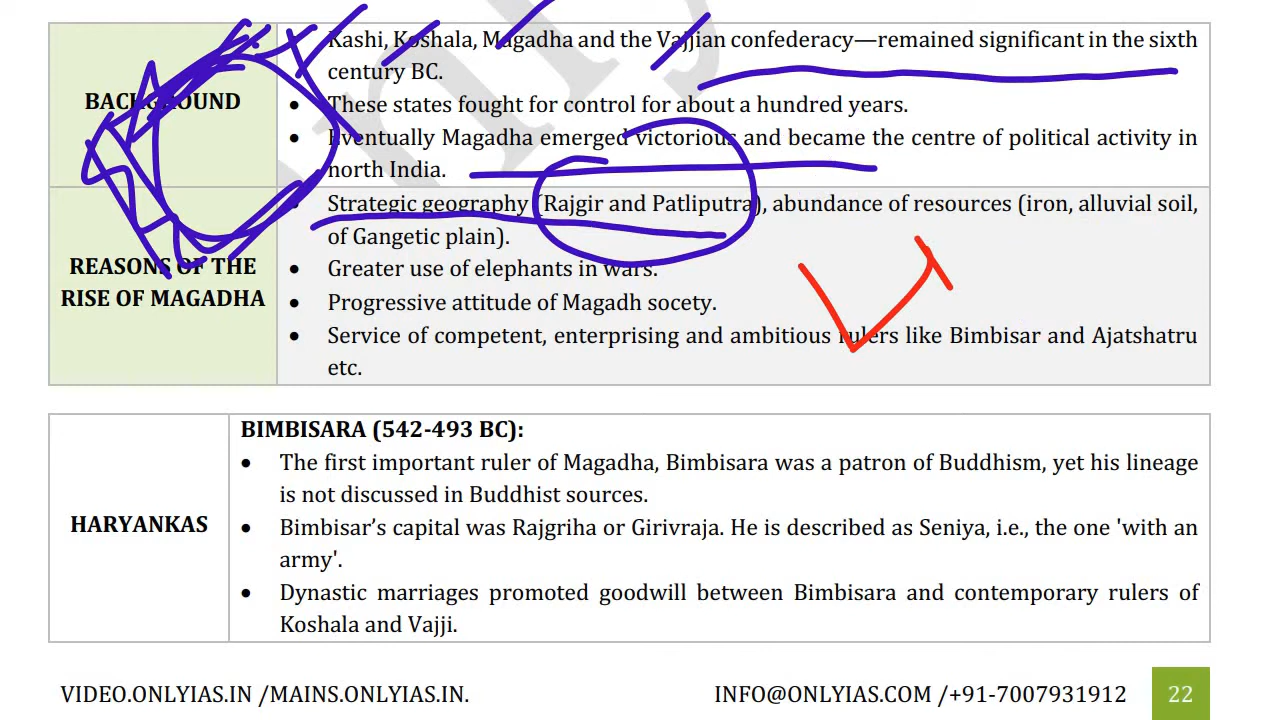 Kashi, Koshala, Magadha and the Vajjian confederacy—remained significant in the sixth
century BC.
BACKGROUND
• These states fought for control for about a hundred years.
• Eventually Magadha emerged victorious and became the centre of political activity in
north India.
• Strategic geography (Rajgir and Patliputra), abundance of resources (iron, alluvial soil,
of Gangetic plain).
REASONS OF THE
RISE OF MAGADHA
• Greater use of elephants in wars.
• Progressive attitude of Magadh socety.
• Service of competent, enterprising and ambitious rulers like Bimbisar and Ajatshatru
etc.
HARYANKAS
BIMBISARA (542-493 BC):
• The first important ruler of Magadha, Bimbisara was a patron of Buddhism, yet his lineage
is not discussed in Buddhist sources.
• Bimbisar’s capital was Rajgriha or Girivraja. He is described as Seniya, i.e., the one 'with an
army'.
• Dynastic marriages promoted goodwill between Bimbisara and contemporary rulers of
Koshala and Vajji.
VIDEO.ONLYIAS.IN /MAINS.ONLYIAS.IN.
INFO@ONLYIAS.COM /+91-7007931912
22